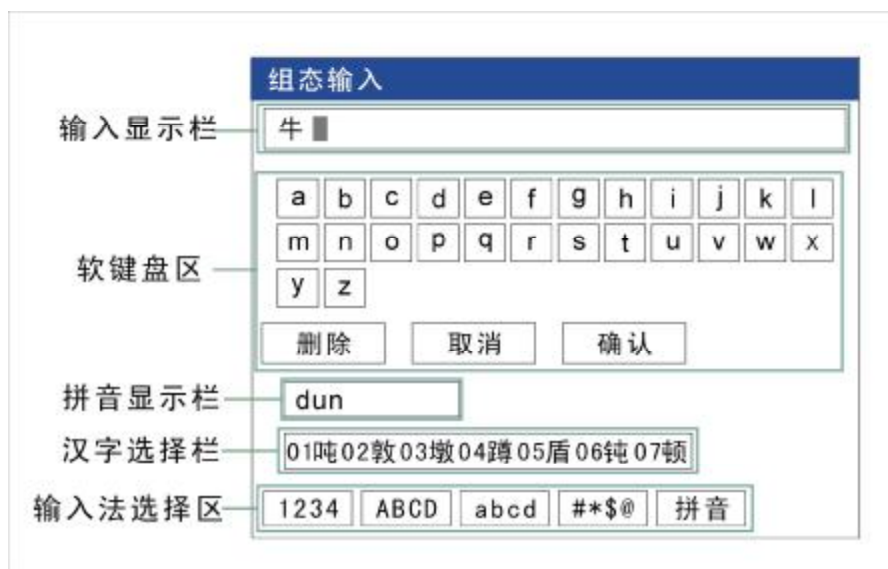 组态输入
输入显示栏
牛
软键盘区
a b c d e f g h i j k l
m n o p q r s t u v w x
y z
删除 取消 确认
拼音显示栏
dun
汉字选择栏
01吨02敦03墩04蹲05盾06钝07顿
输入法选择区
1234 ABCD abcd #*$@ 拼音